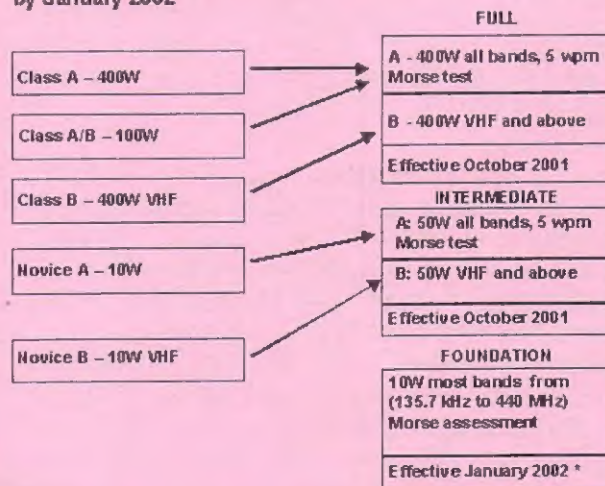 by January 2002
Class A – 400W
Class A/B – 100W
Class B – 400W VHF
Novice A – 10W
Novice B – 10W VHF
FULL
A - 400W all bands, 5 wpm
Morse test
B - 400W VHF and above
Effective October 2001
INTERMEDIATE
A: 50W all bands, 5 wpm
Morse test
B: 50W VHF and above
Effective October 2001
FOUNDATION
10W most bands from
(135.7 kHz to 440 MHz)
Morse assessment
Effective January 2002 *